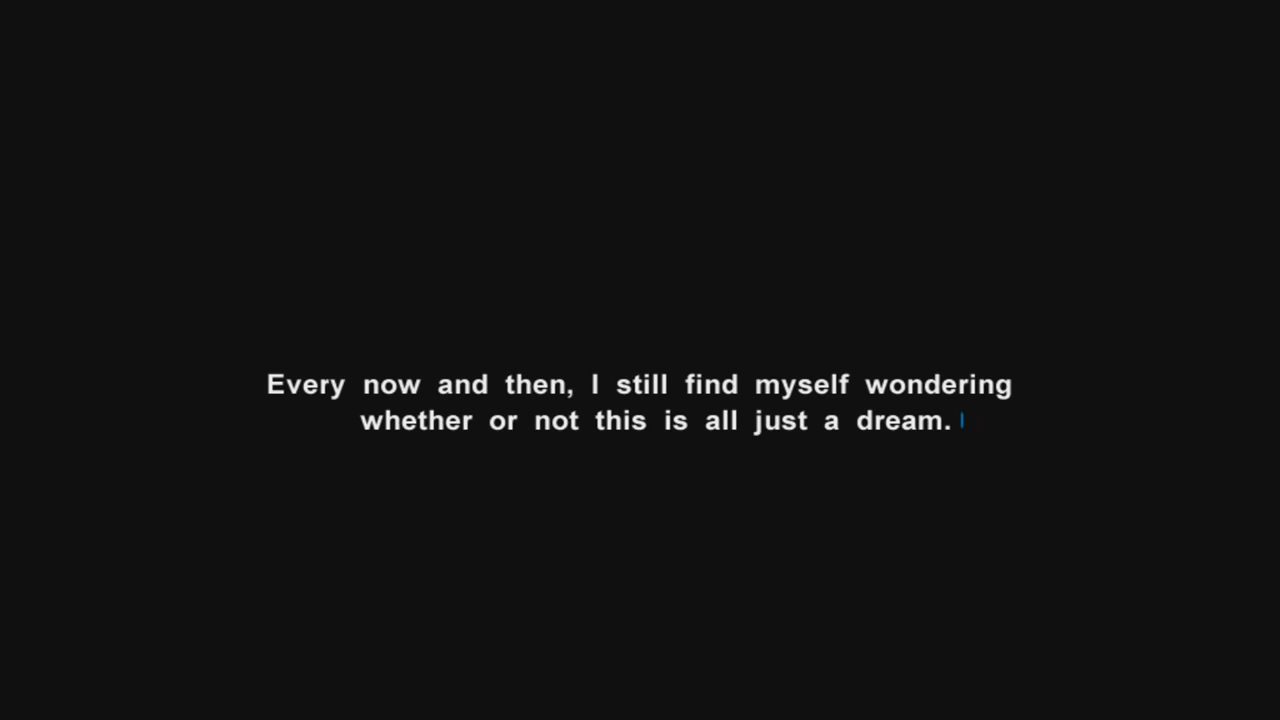 Every now and then, I still find myself wondering
whether or not this is all just a dream.